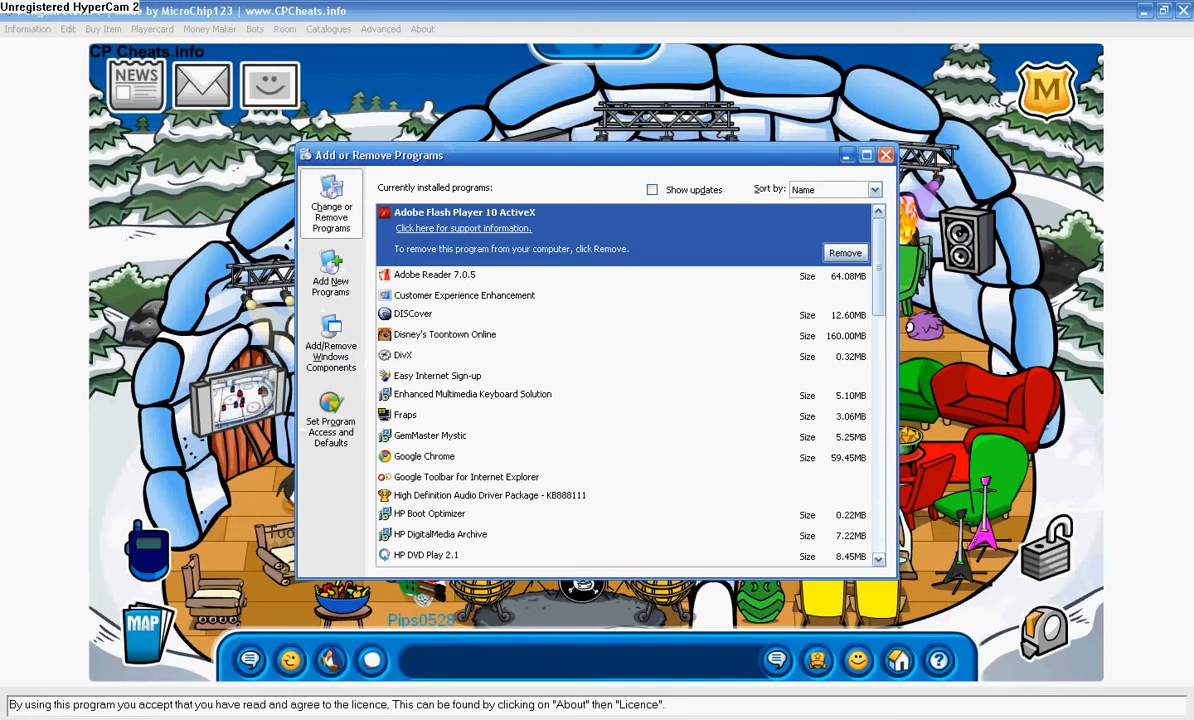 Unregistered HyperCam 2
made by MicroChip123 | www.CPCheats.info
Information Edit Buy Item Playercard Money Maker Bots Room Catalogues Advanced About
CP Cheats.info
NEWS
M
Add or Remove Programs
Change or
Remove
Programs
Add New
Programs
Add/Remove
Windows
Components
Set Program
Access and
Defaults
Currently installed programs:
Show updates
Sort by: Name
Adobe Flash Player 10 ActiveX
Click here for support information.
To remove this program from your computer, click Remove.
Remove
Adobe Reader 7.0.5 Size 64.08MB
Customer Experience Enhancement
DISCover Size 12.60MB
Disney's Toontown Online Size 160.00MB
DivX Size 0.32MB
Easy Internet Sign-up
Enhanced Multimedia Keyboard Solution Size 5.10MB
Fraps Size 3.06MB
GemMaster Mystic Size 5.25MB
Google Chrome Size 59.45MB
Google Toolbar for Internet Explorer
High Definition Audio Driver Package - KB888111
HP Boot Optimizer Size 0.22MB
HP DigitalMedia Archive Size 7.22MB
HP DVD Play 2.1 Size 8.45MB
MAP
Pips0528
?
By using this program you accept that you have read and agree to the licence, This can be found by clicking on "About" then "Licence".